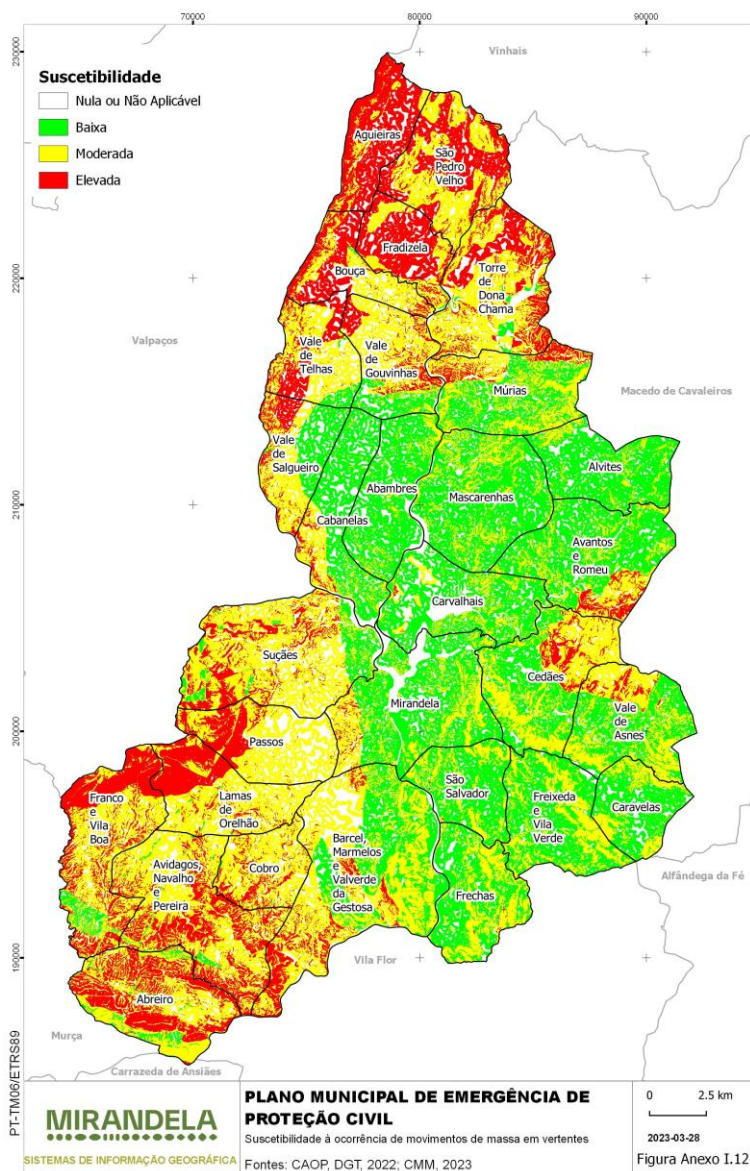 70000
80000
90000
230000
220000
210000
200000
190000
Suscetibilidade
Nula ou Não Aplicável
Baixa
Moderada
Elevada
Vinhais
Valpaços
Macedo de Cavaleiros
Alfândega da Fé
Vila Flor
Murça
Carrazeda de Ansiães
Aguieiras
São
Pedro
Velho
Fradizela
Bouça
Torre
de
Dona
Chama
Vale
de
Telhas
Vale
de
Gouvinhas
Múrias
Vale
de
Salgueiro
Abambres
Mascarenhas
Alvites
Cabanelas
Avantos
e
Romeu
Carvalhais
Suçães
Cedães
Mirandela
Vale
de
Asnes
Passos
São
Salvador
Franco
e Vila
Boa
Lamas
de
Orelhão
Freixeda
e Vila
Verde
Caravelas
Barcel,
Marmelos
e
Valverde
da
Gestosa
Avidagos,
Navalho
e
Pereira
Cobro
Frechas
Abreiro
PT-TM06/ETRS89
MIRANDELA
SISTEMAS DE INFORMAÇÃO GEOGRÁFICA
PLANO MUNICIPAL DE EMERGÊNCIA DE
PROTEÇÃO CIVIL
Suscetibilidade à ocorrência de movimentos de massa em vertentes
Fontes: CAOP, DGT, 2022; CMM, 2023
0 2.5 km
2023-03-28
Figura Anexo I.12